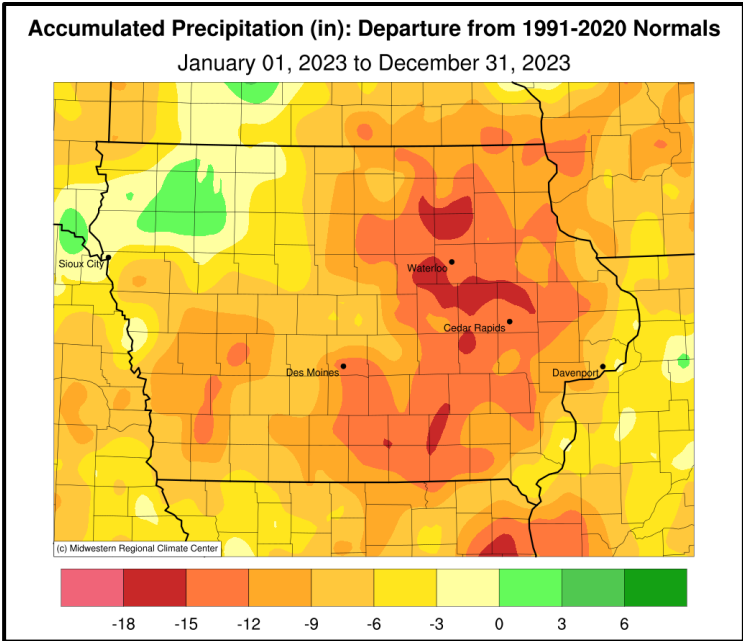 Accumulated Precipitation (in): Departure from 1991-2020 Normals
January 01, 2023 to December 31, 2023
Sioux City
Waterloo
Cedar Rapids
Des Moines
Davenport
(c) Midwestern Regional Climate Center
-18 -15 -12 -9 -6 -3 0 3 6